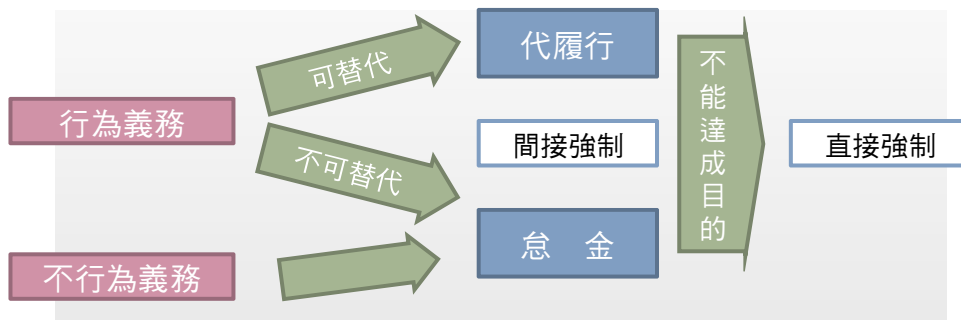 代履行
可替代
行為義務
間接強制
不能達成目的
直接強制
不可替代
怠 金
不行為義務